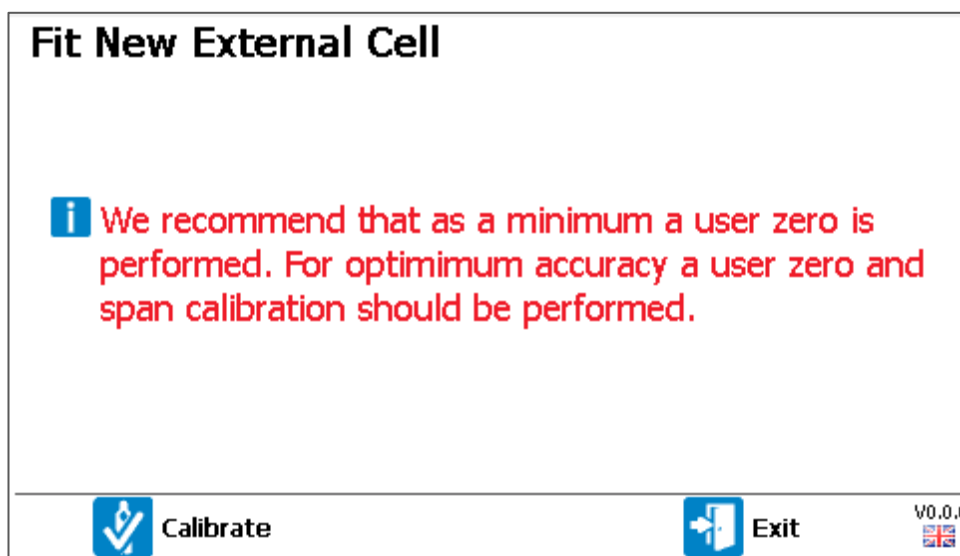 Fit New External Cell
We recommend that as a minimum a user zero is
performed. For optimimum accuracy a user zero and
span calibration should be performed.
Calibrate
Exit